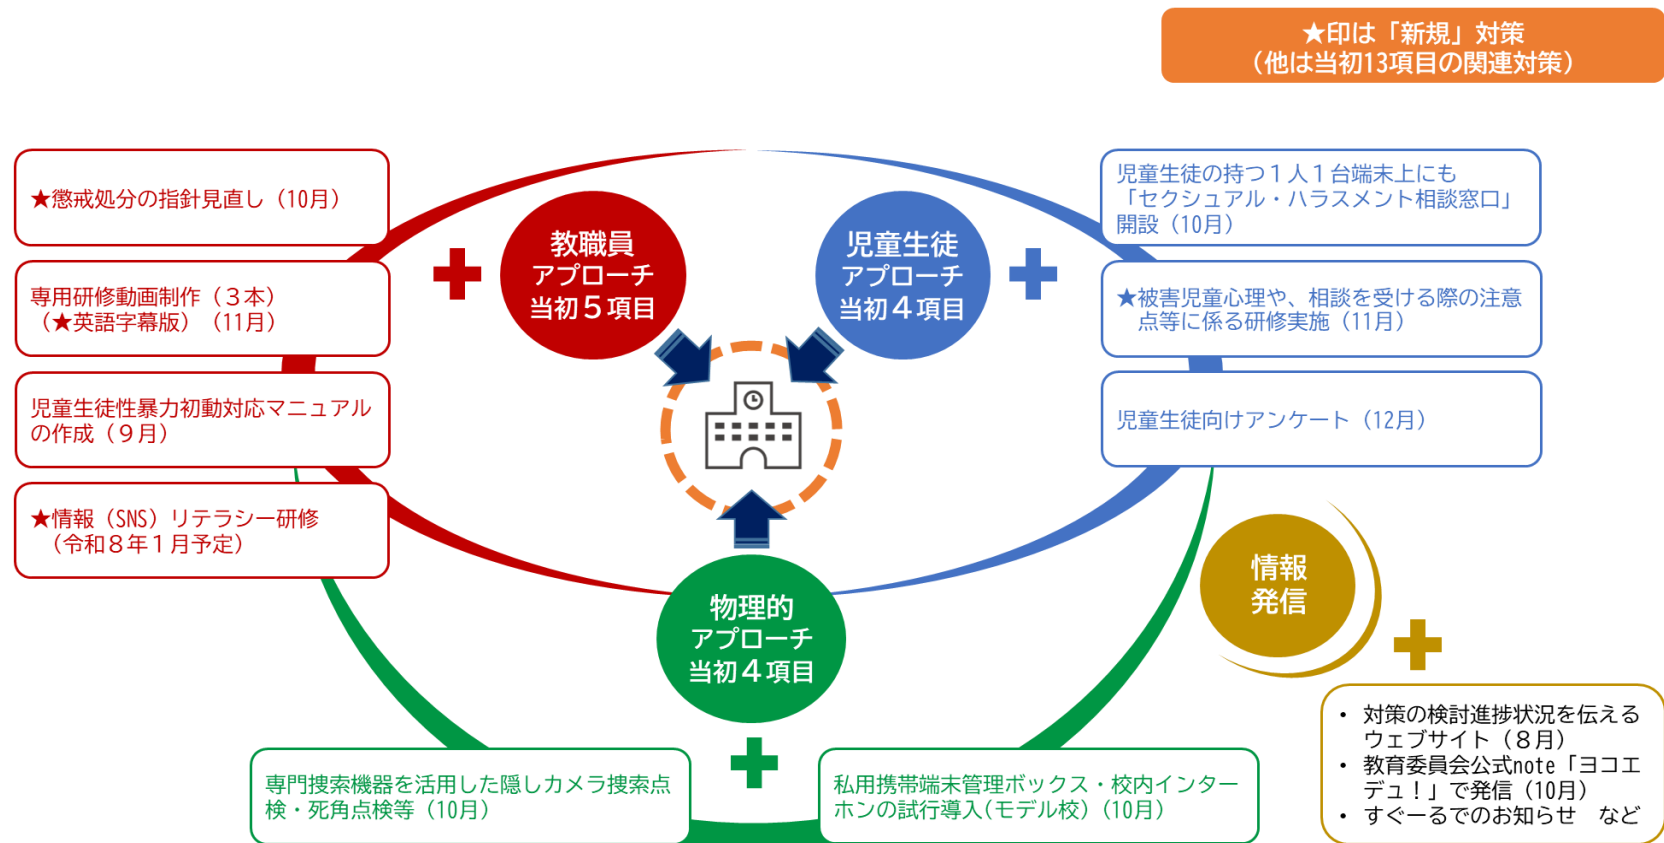 ★印は「新規」対策
（他は当初13項目の関連対策）
★懲戒処分の指針見直し（10月）
専用研修動画制作（３本）
（★英語字幕版）（11月）
児童生徒性暴力初動対応マニュアル
の作成（９月）
★情報（SNS）リテラシー研修
（令和８年１月予定）
教職員
アプローチ
当初５項目
児童生徒
アプローチ
当初４項目
児童生徒の持つ１人１台端末上にも
「セクシュアル・ハラスメント相談窓口」
開設（10月）
★被害児童心理や、相談を受ける際の注意
点等に係る研修実施（11月）
児童生徒向けアンケート（12月）
物理的
アプローチ
当初４項目
専門捜索機器を活用した隠しカメラ捜索点
検・死角点検等（10月）
私用携帯端末管理ボックス・校内インター
ホンの試行導入(モデル校)（10月）
情報
発信
• 対策の検討進捗状況を伝える
ウェブサイト（８月）
• 教育委員会公式note「ヨコエ
デュ！」で発信（10月）
• すぐーるでのお知らせ　など